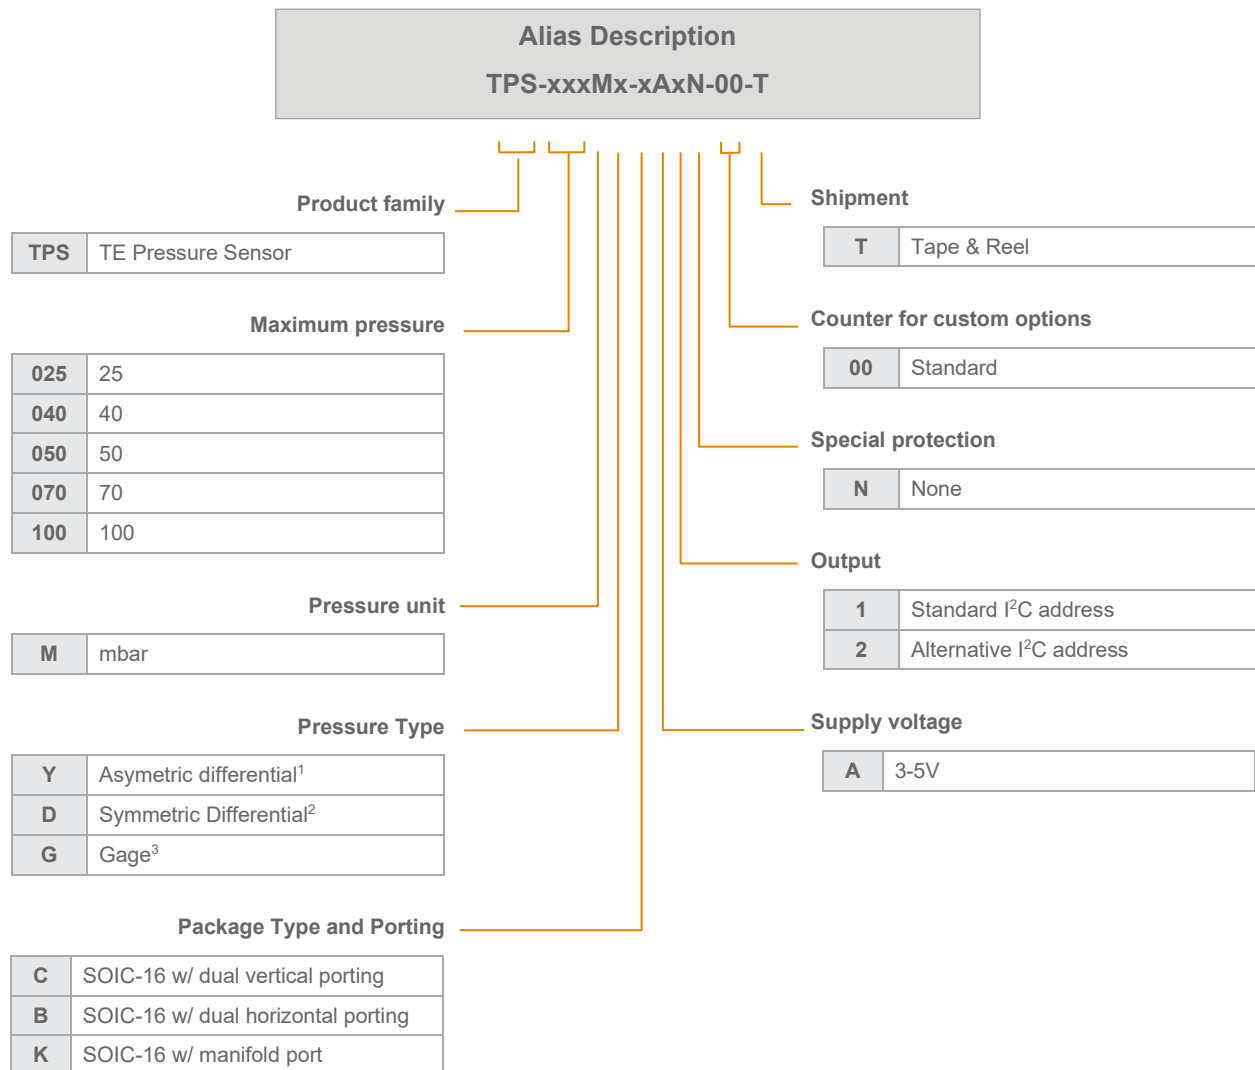 Alias Description
TPS-xxxMx-xAxN-00-T
Product family
TPS TE Pressure Sensor
Maximum pressure
025 25
040 40
050 50
070 70
100 100
Pressure unit
M mbar
Pressure Type
Y Asymetric differential¹
D Symmetric Differential²
G Gage³
Package Type and Porting
C SOIC-16 w/ dual vertical porting
B SOIC-16 w/ dual horizontal porting
K SOIC-16 w/ manifold port
Shipment
T Tape & Reel
Counter for custom options
00 Standard
Special protection
N None
Output
1 Standard I²C address
2 Alternative I²C address
Supply voltage
A 3-5V